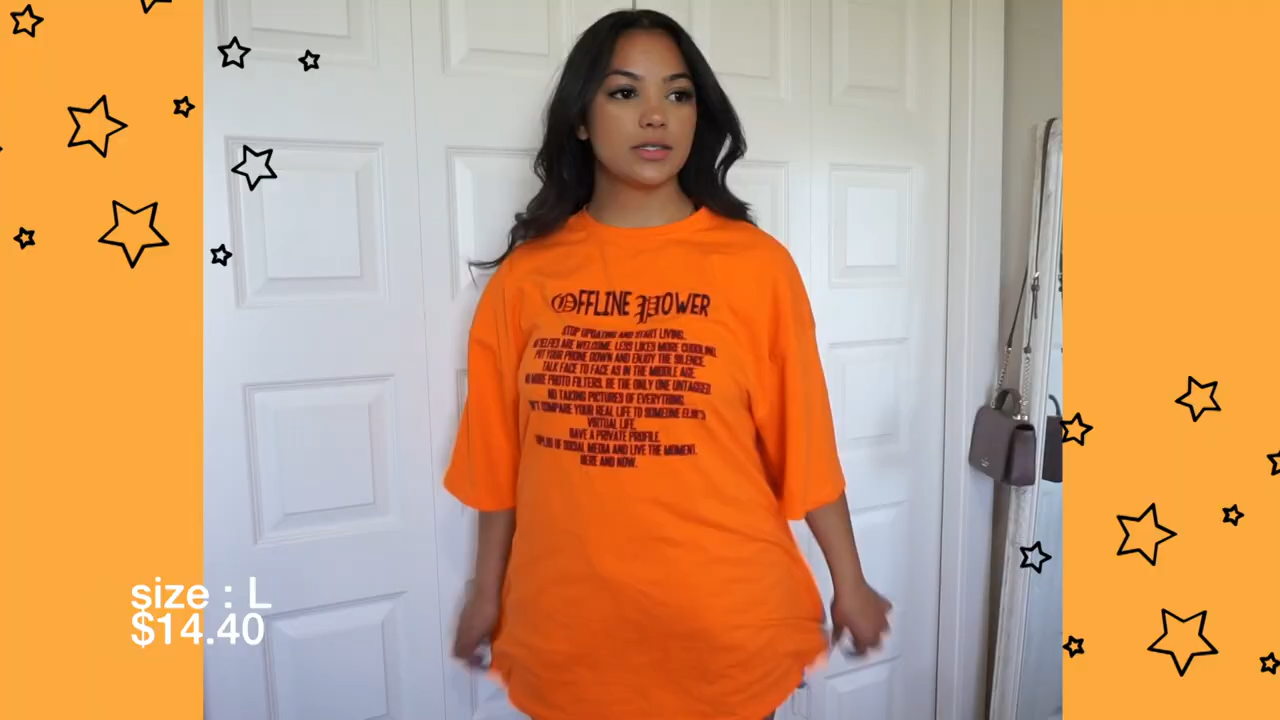 OFFLINE POWER
STOP UPDATING AND START LIVING.
SELFIES ARE WELCOME. LESS LIKES MORE CUDDLING.
PUT YOUR PHONE DOWN AND ENJOY THE SILENCE.
TALK FACE TO FACE AS IN THE MIDDLE AGE.
NO MORE PHOTO FILTERS. BE THE ONLY ONE UNTAGGED.
NO TAKING PICTURES OF EVERYTHING.
COMPARE YOUR REAL LIFE TO SOMEONE ELSE'S
VIRTUAL LIFE.
HAVE A PRIVATE PROFILE.
OF SOCIAL MEDIA AND LIVE THE MOMENT.
HERE AND NOW.
size : L
$14.40